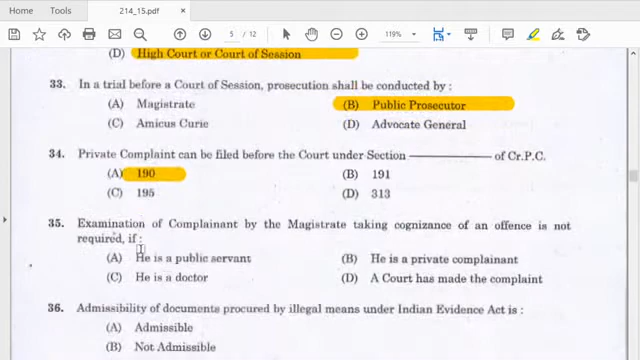 Home
Tools
214_15.pdf
×
5 / 12
119%
(D) High Court or Court of Session
33. In a trial before a Court of Session, prosecution shall be conducted by :
(A) Magistrate (B) Public Prosecutor
(C) Amicus Curie (D) Advocate General
34. Private Complaint can be filed before the Court under Section ———— of Cr.P.C.
(A) 190 (B) 191
(C) 195 (D) 313
35. Examination of Complainant by the Magistrate taking cognizance of an offence is not
required, if :
(A) He is a public servant (B) He is a private complainant
(C) He is a doctor (D) A Court has made the complaint
36. Admissibility of documents procured by illegal means under Indian Evidence Act is :
(A) Admissible
(B) Not Admissible